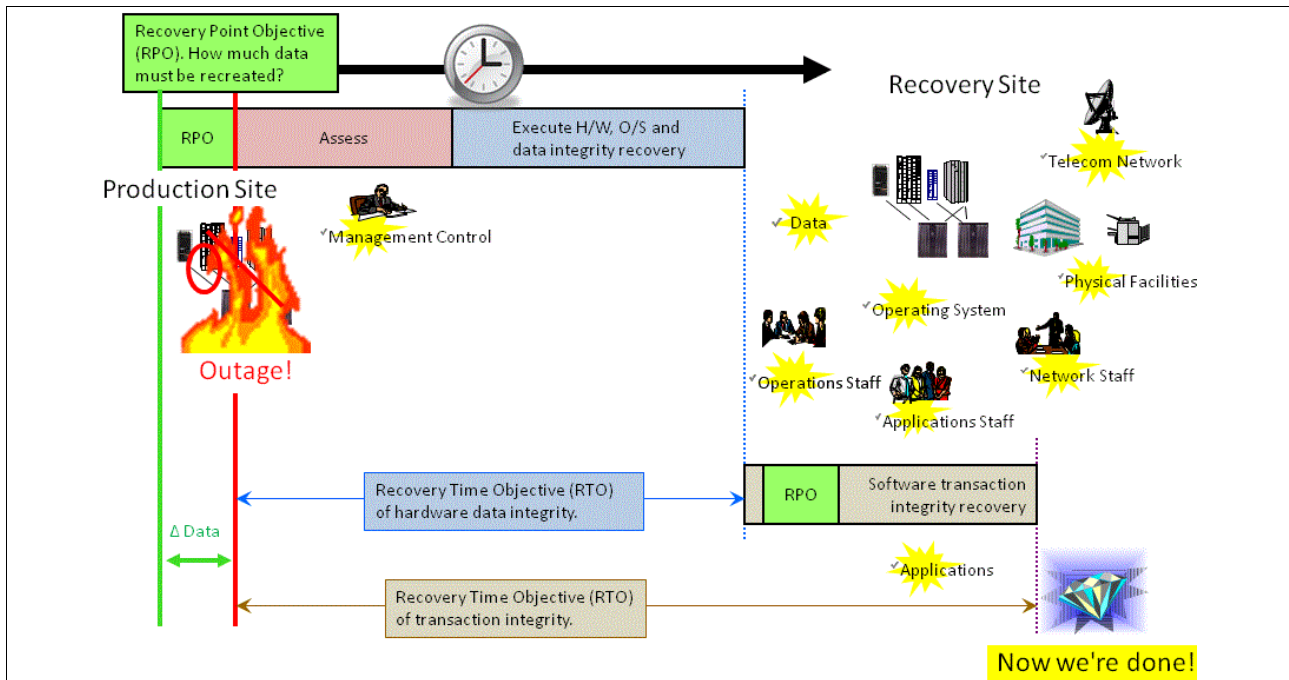 Recovery Point Objective
(RPO). How much data
must be recreated?
Recovery Site
RPO
Assess
Execute H/W, O/S and
data integrity recovery
Telecom Network
Production Site
Management Control
Data
Physical Facilities
Operating System
Outage!
Operations Staff
Network Staff
Applications Staff
Recovery Time Objective (RTO)
of hardware data integrity.
RPO
Software transaction
integrity recovery
Δ Data
Applications
Recovery Time Objective (RTO)
of transaction integrity.
Now we're done!